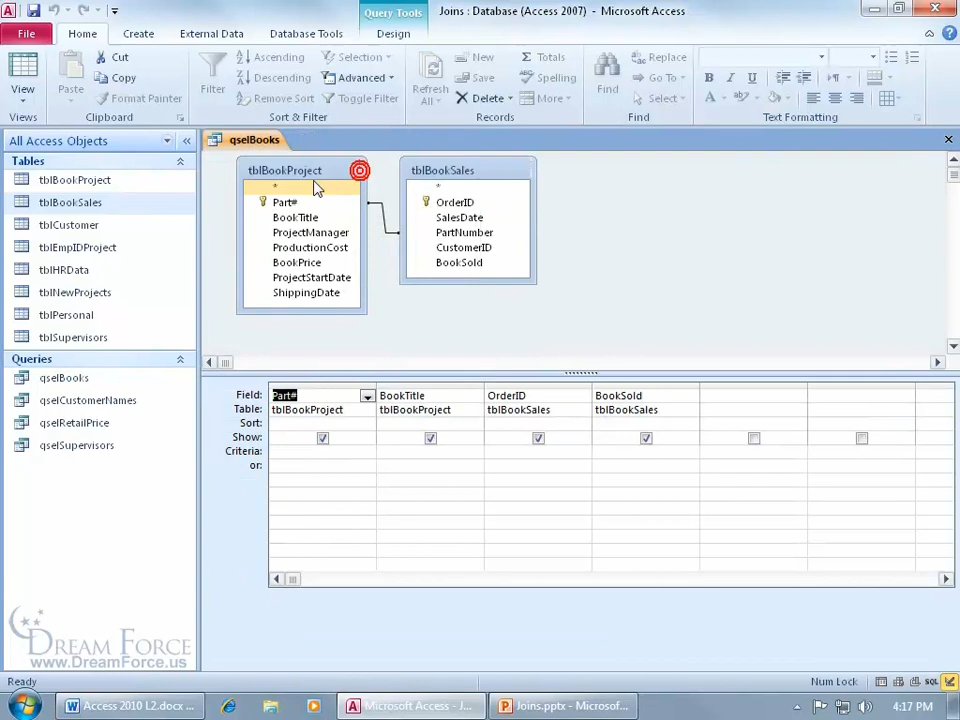 Joins : Database (Access 2007) - Microsoft Access
Query Tools
File Home Create External Data Database Tools Design
View
Views
Paste
Cut
Copy
Format Painter
Clipboard
Filter
Ascending
Descending
Remove Sort
Selection
Advanced
Toggle Filter
Sort & Filter
Refresh All
New
Save
Delete
Totals
Spelling
More
Records
Find
Replace
Go To
Select
Find
B I U
Text Formatting
All Access Objects
Tables
tblBookProject
tblBookSales
tblCustomer
tblEmpIDProject
tblHRData
tblNewProjects
tblPersonal
tblSupervisors
Queries
qselBooks
qselCustomerNames
qselRetailPrice
qselSupervisors
DREAM FORCE
www.DreamForce.us
qselBooks
tblBookProject
*
Part#
BookTitle
ProjectManager
ProductionCost
BookPrice
ProjectStartDate
ShippingDate
tblBookSales
*
OrderID
SalesDate
PartNumber
CustomerID
BookSold
Field: Part# BookTitle OrderID BookSold
Table: tblBookProject tblBookProject tblBookSales tblBookSales
Sort:
Show:
Criteria:
or:
Ready
Num Lock
SQL
Access 2010 L2.docx ...
Microsoft Access - J...
Joins.pptx - Microsof...
4:17 PM